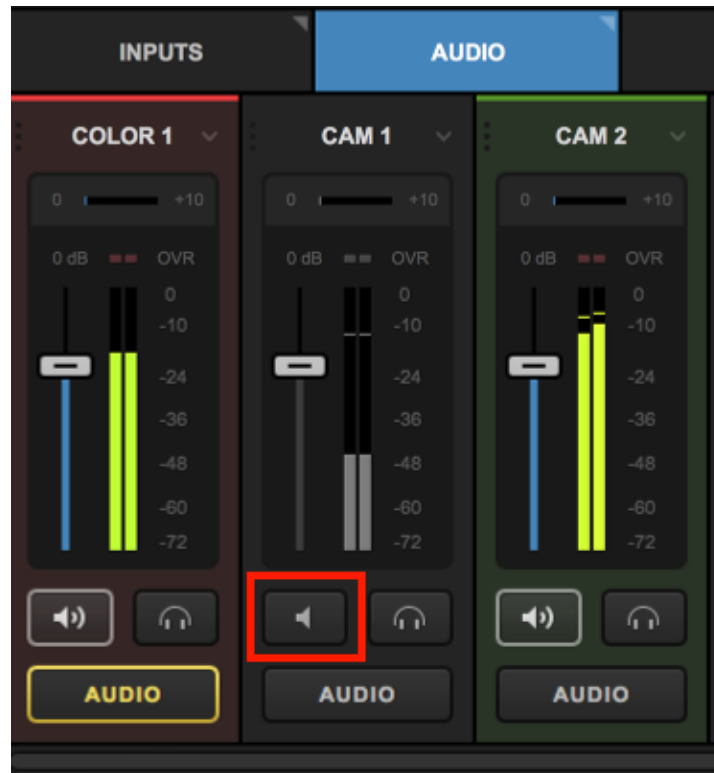 INPUTS AUDIO
COLOR 1 CAM 1 CAM 2
0 +10 0 +10 0 +10
0 dB OVR 0 dB OVR 0 dB OVR
0 0 0
-10 -10 -10
-24 -24 -24
-36 -36 -36
-48 -48 -48
-60 -60 -60
-72 -72 -72
AUDIO AUDIO AUDIO